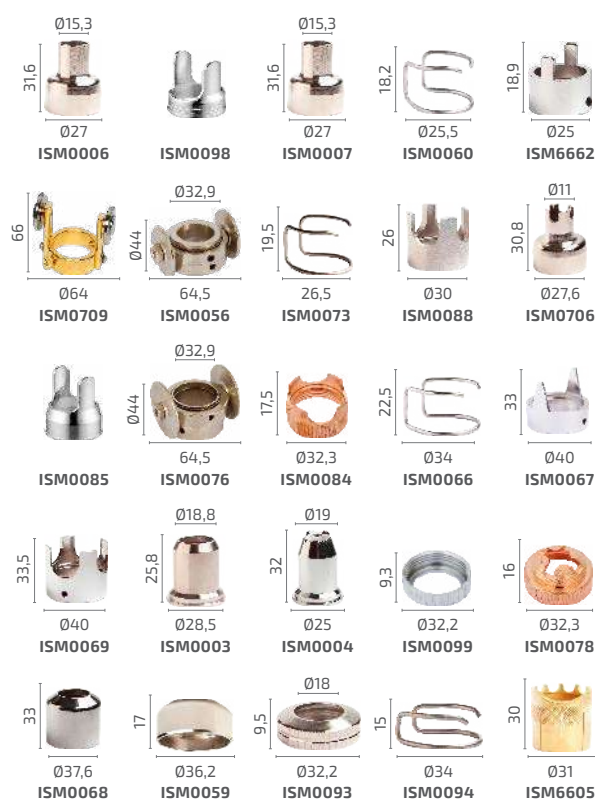 Ø15,3 Ø15,3
31,6 31,6 18,2 18,9
Ø27 Ø27 Ø25,5 Ø25
ISM0006 ISM0098 ISM0007 ISM0060 ISM6662
Ø32,9 Ø11
66 Ø44 19,5 26 30,8
Ø64 64,5 26,5 Ø30 Ø27,6
ISM0709 ISM0056 ISM0073 ISM0088 ISM0706
Ø32,9
Ø44 17,5 22,5 33
64,5 Ø32,3 Ø34 Ø40
ISM0085 ISM0076 ISM0084 ISM0066 ISM0067
Ø18,8 Ø19
33,5 25,8 32 9,3 16
Ø40 Ø28,5 Ø25 Ø32,2 Ø32,3
ISM0069 ISM0003 ISM0004 ISM0099 ISM0078
Ø18
33 17 9,5 15 30
Ø37,6 Ø36,2 Ø32,2 Ø34 Ø31
ISM0068 ISM0059 ISM0093 ISM0094 ISM6605